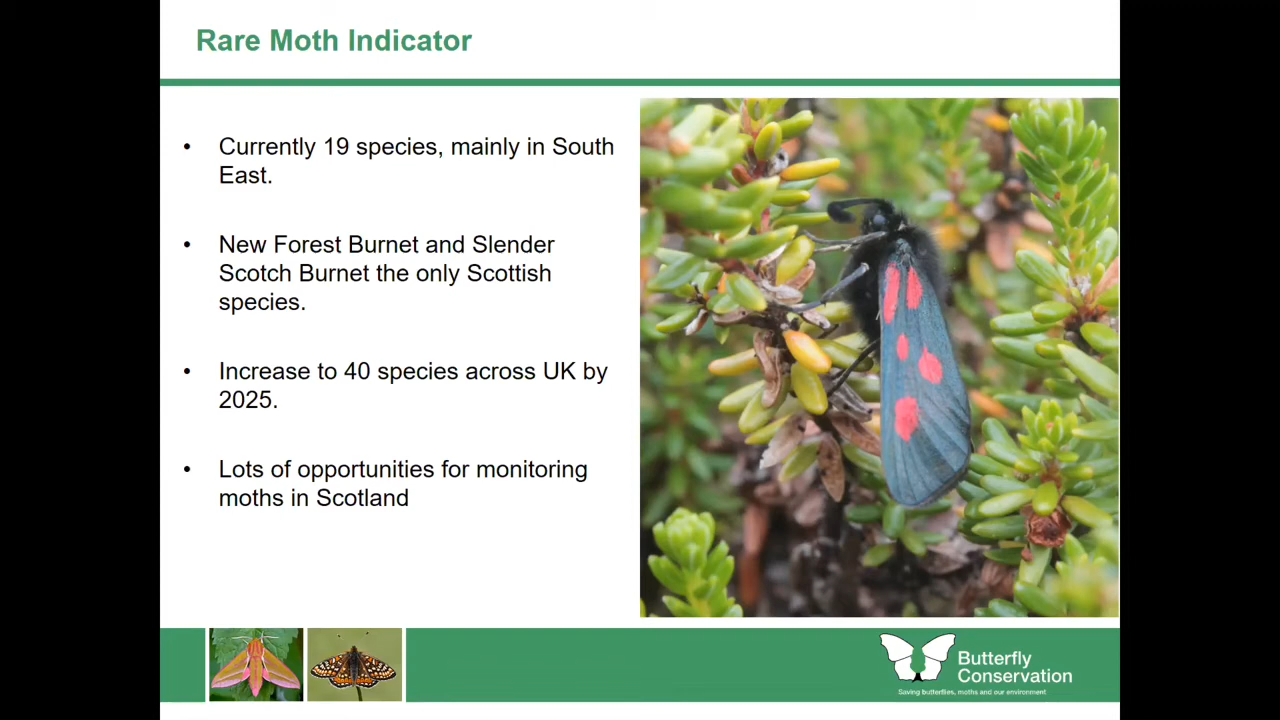 Rare Moth Indicator
• Currently 19 species, mainly in South
East.
• New Forest Burnet and Slender
Scotch Burnet the only Scottish
species.
• Increase to 40 species across UK by
2025.
• Lots of opportunities for monitoring
moths in Scotland
Butterfly
Conservation
Saving butterflies, moths and our environment